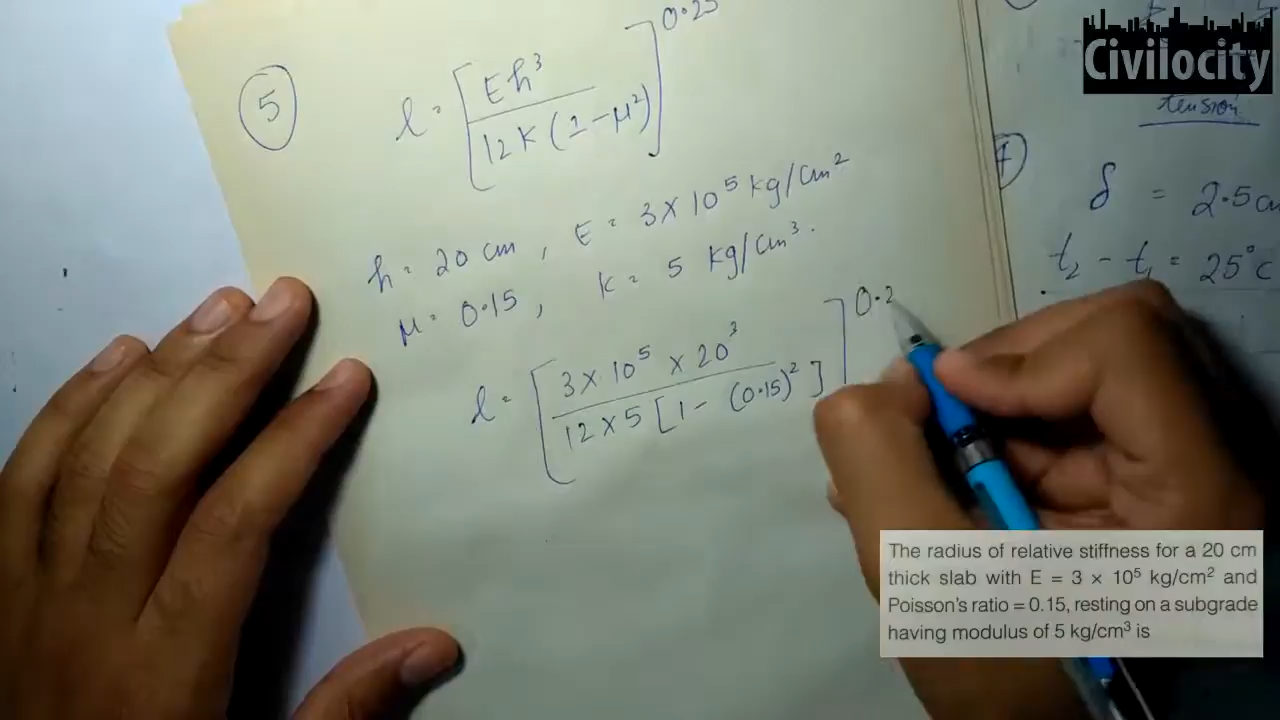 Civilocity
tension
5
l = [ Eh³ / 12K (1-μ²) ]^0.25
h = 20 cm , E = 3×10⁵ kg/cm²
μ = 0.15 , K = 5 kg/cm³.
l = [ 3×10⁵ × 20³ / 12×5 [1- (0.15)²] ]^0.2
δ = 2.5cm
t₂ - t₁ = 25°C
The radius of relative stiffness for a 20 cm
thick slab with E = 3 × 10⁵ kg/cm² and
Poisson's ratio = 0.15, resting on a subgrade
having modulus of 5 kg/cm³ is